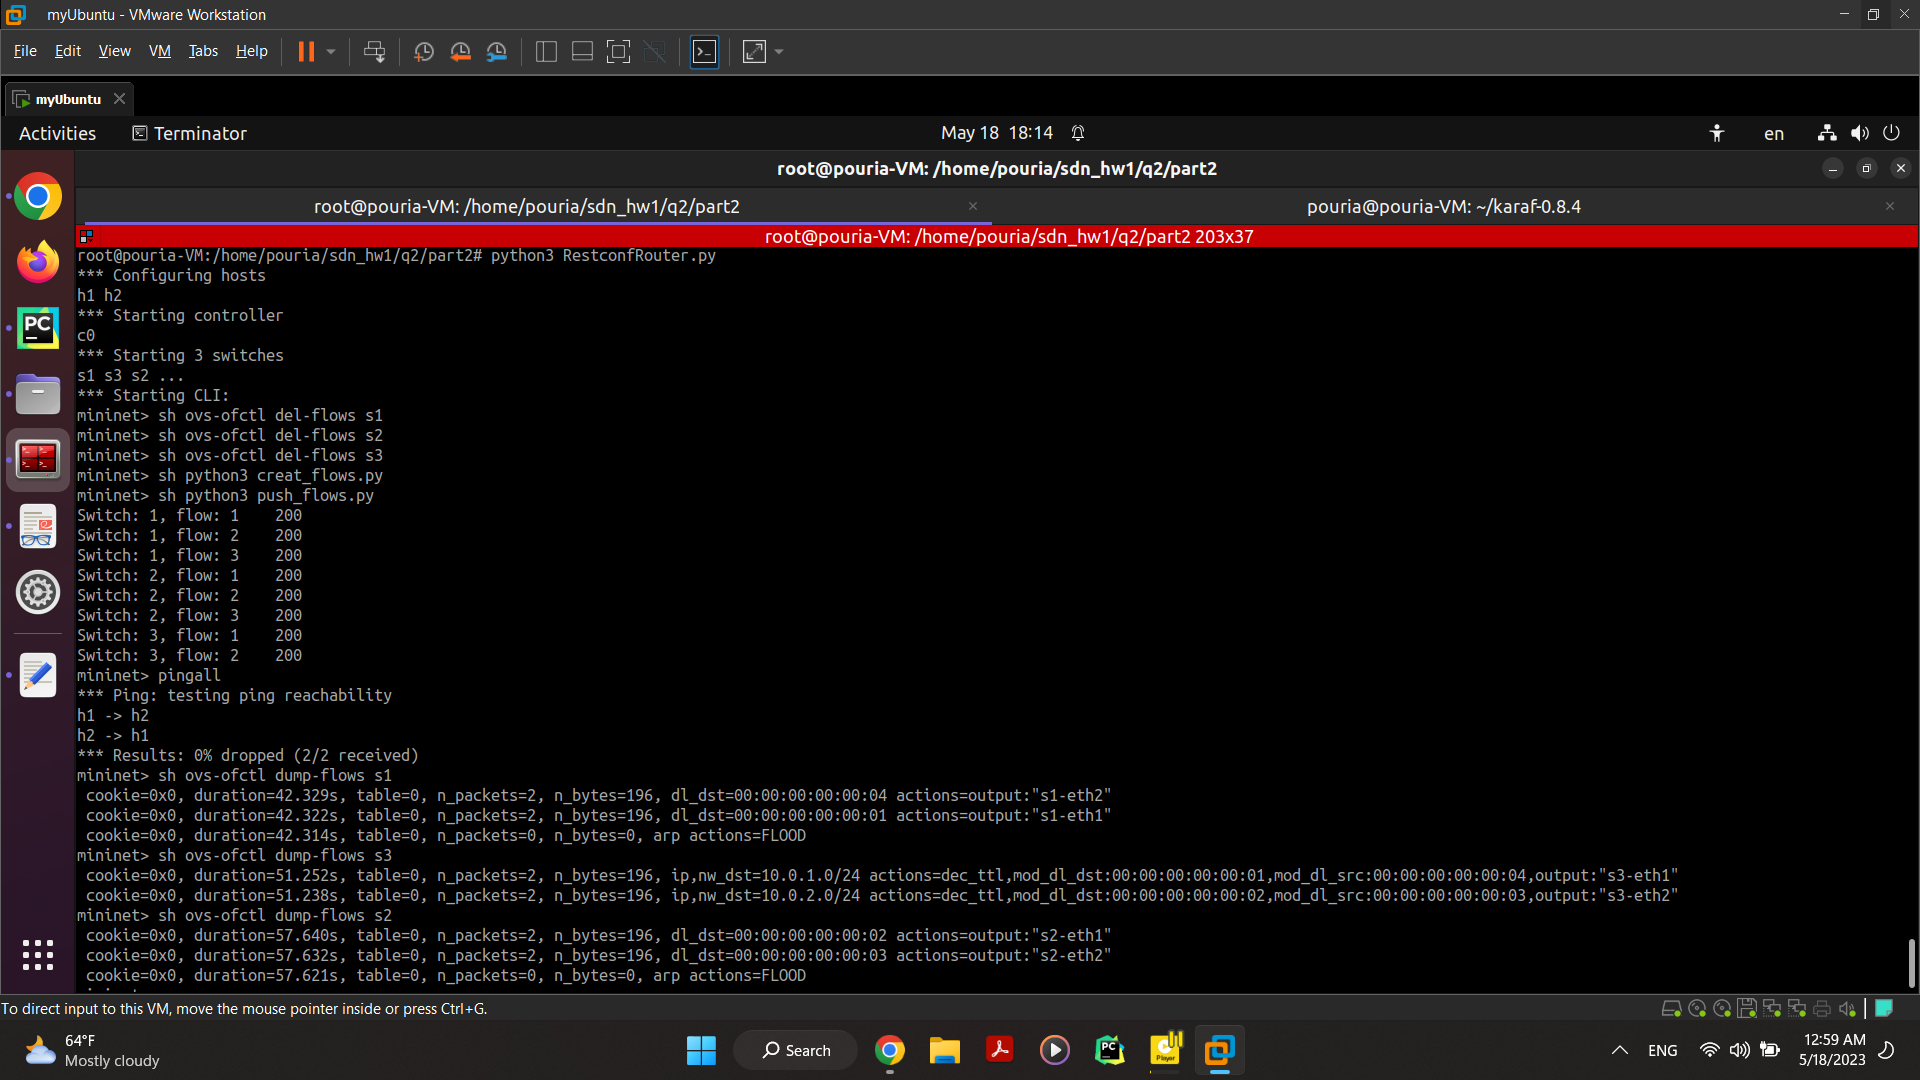 myUbuntu - VMware Workstation
File Edit View VM Tabs Help
myUbuntu
Activities Terminator May 18 18:14 en
root@pouria-VM: /home/pouria/sdn_hw1/q2/part2
root@pouria-VM: /home/pouria/sdn_hw1/q2/part2 pouria@pouria-VM: ~/karaf-0.8.4
root@pouria-VM: /home/pouria/sdn_hw1/q2/part2 203x37
root@pouria-VM:/home/pouria/sdn_hw1/q2/part2# python3 RestconfRouter.py
*** Configuring hosts
h1 h2
*** Starting controller
c0
*** Starting 3 switches
s1 s3 s2 ...
*** Starting CLI:
mininet> sh ovs-ofctl del-flows s1
mininet> sh ovs-ofctl del-flows s2
mininet> sh ovs-ofctl del-flows s3
mininet> sh python3 creat_flows.py
mininet> sh python3 push_flows.py
Switch: 1, flow: 1    200
Switch: 1, flow: 2    200
Switch: 1, flow: 3    200
Switch: 2, flow: 1    200
Switch: 2, flow: 2    200
Switch: 2, flow: 3    200
Switch: 3, flow: 1    200
Switch: 3, flow: 2    200
mininet> pingall
*** Ping: testing ping reachability
h1 -> h2
h2 -> h1
*** Results: 0% dropped (2/2 received)
mininet> sh ovs-ofctl dump-flows s1
 cookie=0x0, duration=42.329s, table=0, n_packets=2, n_bytes=196, dl_dst=00:00:00:00:00:04 actions=output:"s1-eth2"
 cookie=0x0, duration=42.322s, table=0, n_packets=2, n_bytes=196, dl_dst=00:00:00:00:00:01 actions=output:"s1-eth1"
 cookie=0x0, duration=42.314s, table=0, n_packets=0, n_bytes=0, arp actions=FLOOD
mininet> sh ovs-ofctl dump-flows s3
 cookie=0x0, duration=51.252s, table=0, n_packets=2, n_bytes=196, ip,nw_dst=10.0.1.0/24 actions=dec_ttl,mod_dl_dst:00:00:00:00:00:01,mod_dl_src:00:00:00:00:00:04,output:"s3-eth1"
 cookie=0x0, duration=51.238s, table=0, n_packets=2, n_bytes=196, ip,nw_dst=10.0.2.0/24 actions=dec_ttl,mod_dl_dst:00:00:00:00:00:02,mod_dl_src:00:00:00:00:00:03,output:"s3-eth2"
mininet> sh ovs-ofctl dump-flows s2
 cookie=0x0, duration=57.640s, table=0, n_packets=2, n_bytes=196, dl_dst=00:00:00:00:00:02 actions=output:"s2-eth1"
 cookie=0x0, duration=57.632s, table=0, n_packets=2, n_bytes=196, dl_dst=00:00:00:00:00:03 actions=output:"s2-eth2"
 cookie=0x0, duration=57.621s, table=0, n_packets=0, n_bytes=0, arp actions=FLOOD
To direct input to this VM, move the mouse pointer inside or press Ctrl+G.
64°F
Mostly cloudy
Search
ENG
12:59 AM
5/18/2023